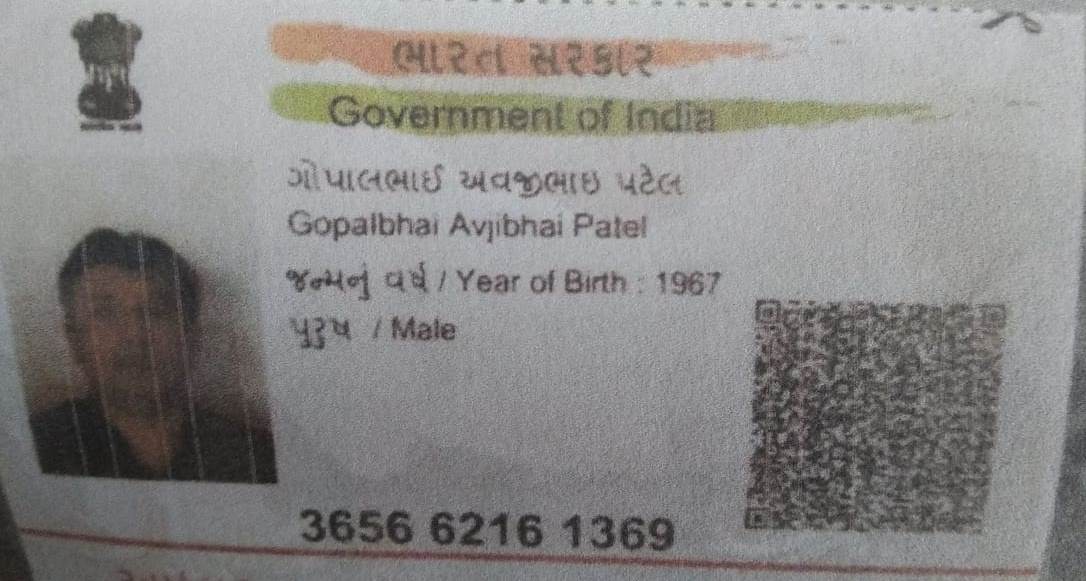 ભારત સરકાર
Government of India
ગોપાલભાઈ અવજીભાઇ પટેલ
Gopalbhai Avjibhai Patel
જન્મનું વર્ષ / Year of Birth : 1967
પુરૂષ / Male
3656 6216 1369